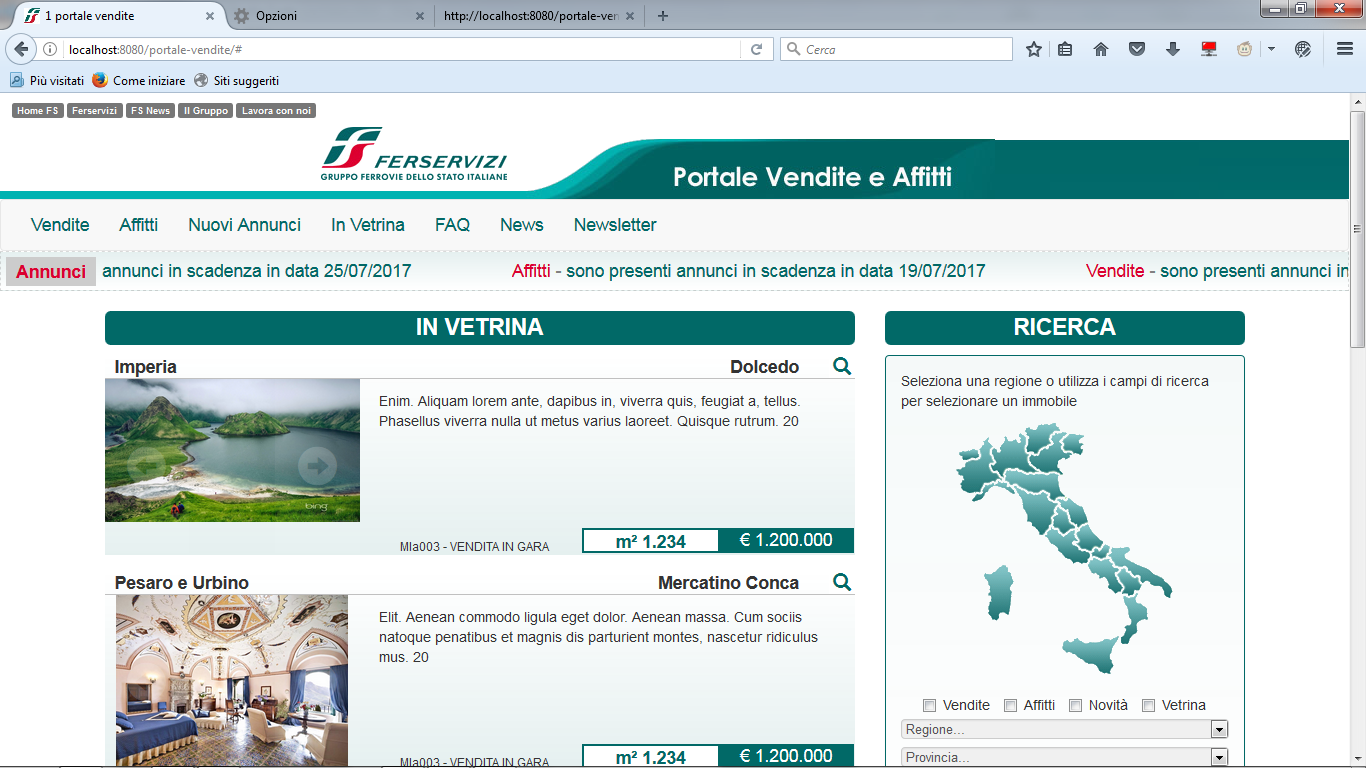 1 portale vendite
Opzioni
http://localhost:8080/portale-ven
localhost:8080/portale-vendite/#
Cerca
Più visitati
Come iniziare
Siti suggeriti
Home FS
Ferservizi
FS News
Il Gruppo
Lavora con noi
FERSERVIZI
GRUPPO FERROVIE DELLO STATO ITALIANE
Portale Vendite e Affitti
Vendite
Affitti
Nuovi Annunci
In Vetrina
FAQ
News
Newsletter
Annunci
annunci in scadenza in data 25/07/2017
Affitti - sono presenti annunci in scadenza in data 19/07/2017
Vendite - sono presenti annunci in
IN VETRINA
Imperia
Dolcedo
Enim. Aliquam lorem ante, dapibus in, viverra quis, feugiat a, tellus.
Phasellus viverra nulla ut metus varius laoreet. Quisque rutrum. 20
bing
MIa003 - VENDITA IN GARA
m² 1.234
€ 1.200.000
Pesaro e Urbino
Mercatino Conca
Elit. Aenean commodo ligula eget dolor. Aenean massa. Cum sociis
natoque penatibus et magnis dis parturient montes, nascetur ridiculus
mus. 20
MIa003 - VENDITA IN GARA
m² 1.234
€ 1.200.000
RICERCA
Seleziona una regione o utilizza i campi di ricerca
per selezionare un immobile
Vendite
Affitti
Novità
Vetrina
Regione...
Provincia...